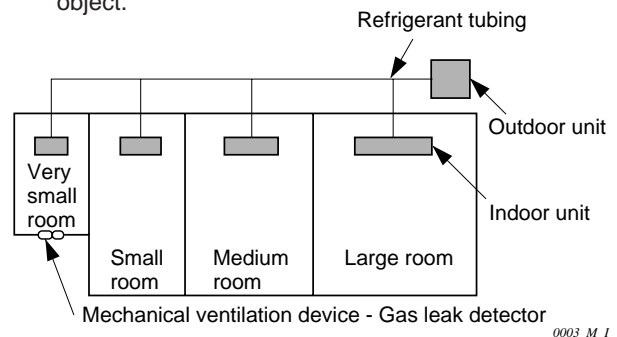 object.
Refrigerant tubing
Outdoor unit
Indoor unit
Very
small
room
Small
room
Medium
room
Large room
Mechanical ventilation device - Gas leak detector
0003_M_I